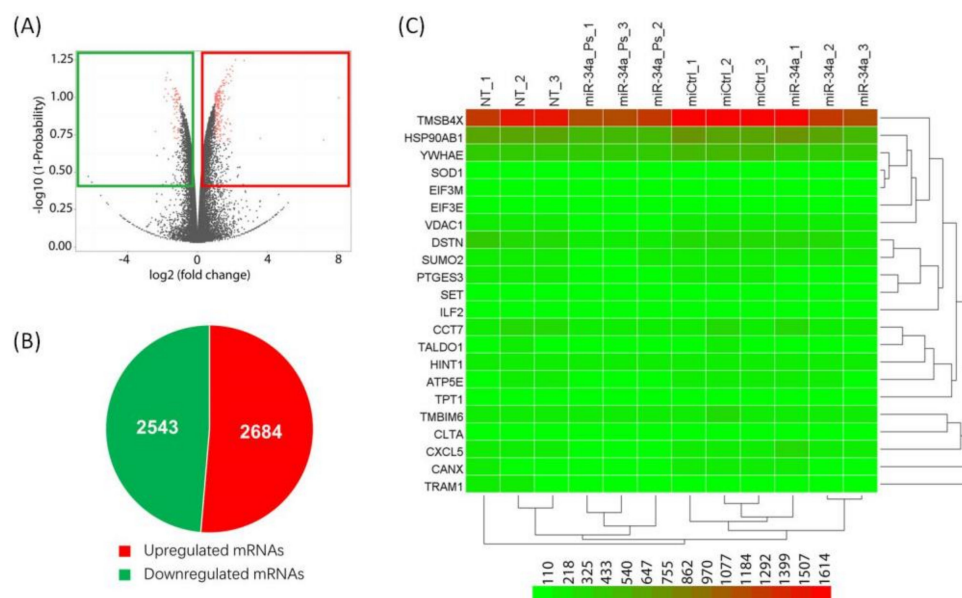 (A)
1.25
1.00
0.75
0.50
0.25
0.00
-log10 (1-Probability)
-4
0
4
8
log2 (fold change)
(B)
2543
2684
Upregulated mRNAs
Downregulated mRNAs
(C)
NT_1
NT_2
NT_3
miR-34a_Ps_1
miR-34a_Ps_3
miR-34a_Ps_2
miCtrl_1
miCtrl_2
miCtrl_3
miR-34a_1
miR-34a_2
miR-34a_3
TMSB4X
HSP90AB1
YWHAE
SOD1
EIF3M
EIF3E
VDAC1
DSTN
SUMO2
PTGES3
SET
ILF2
CCT7
TALDO1
HINT1
ATP5E
TPT1
TMBIM6
CLTA
CXCL5
CANX
TRAM1
110
218
325
433
540
647
755
862
970
1077
1184
1292
1399
1507
1614